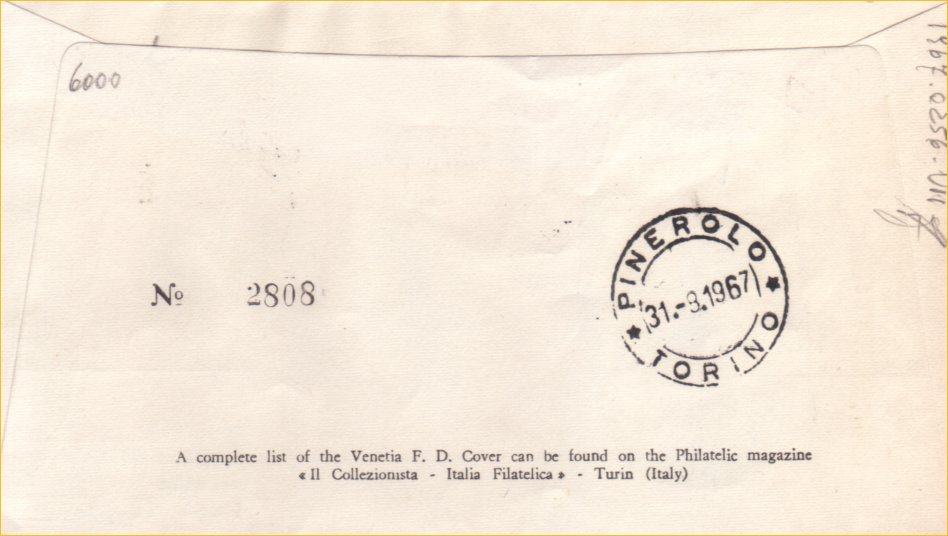 6000
PINEROLO
31.-8.1967
TORINO
No 2808
A complete list of the Venetia F. D. Cover can be found on the Philatelic magazine
« Il Collezionista - Italia Filatelica » - Turin (Italy)